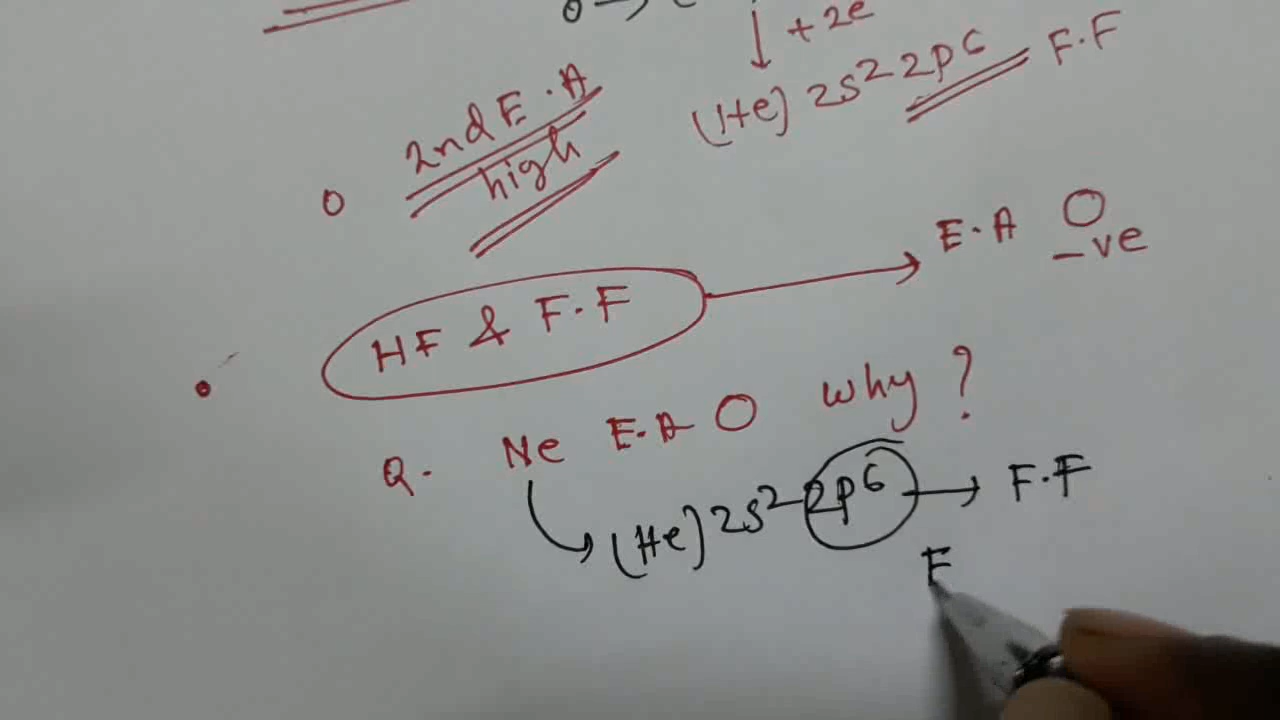 O → (
↓ +2e
(He) 2s² 2p⁶ F.F
2nd E.A
O high
HF & F.F → E.A O
-ve
Q. Ne E.A O Why?
(He) 2s² 2p⁶ → F.F
E